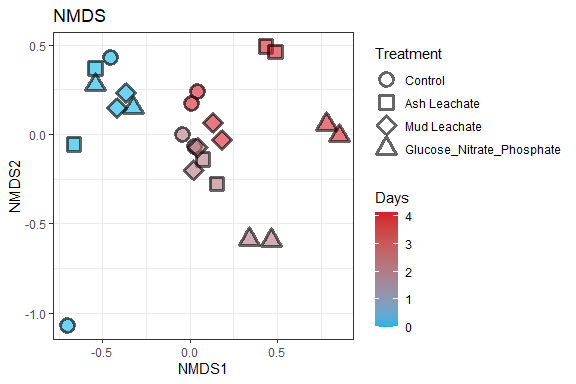 NMDS
0.5
0.0
-0.5
-1.0
NMDS2
-0.5
0.0
0.5
NMDS1
Treatment
Control
Ash Leachate
Mud Leachate
Glucose_Nitrate_Phosphate
Days
4
3
2
1
0